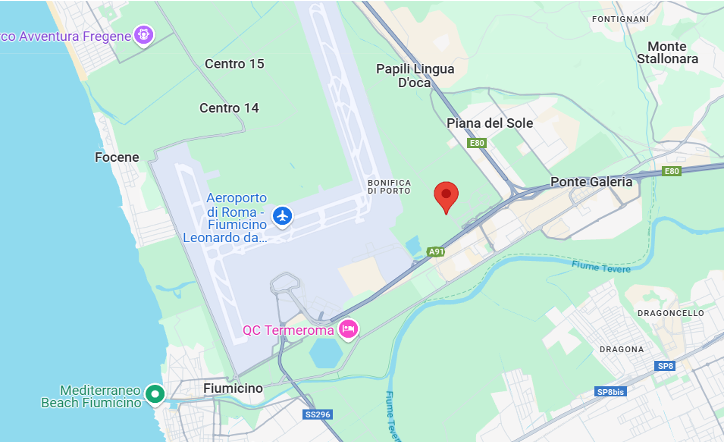 FONTIGNANI
rco Avventura Fregene
Monte
Stallonara
Centro 15
Papili Lingua
D'oca
Centro 14
Piana del Sole
E80
Focene
E80
BONIFICA
DI PORTO
Ponte Galeria
Aeroporto
di Roma -
Fiumicino
Leonardo da...
A91
Fiume Tevere
DRAGONCELLO
QC Termeroma
DRAGONA
SP8
Fiumicino
Mediterraneo
Beach Fiumicino
SP8bis
SS296
Fiume Tevere